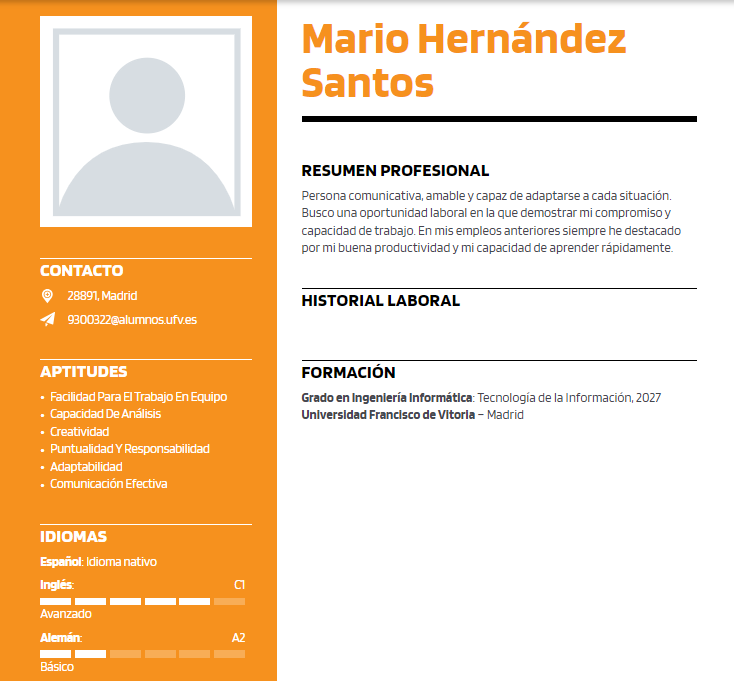 Mario Hernández
Santos
CONTACTO
28891, Madrid
9300322@alumnos.ufv.es
APTITUDES
• Facilidad Para El Trabajo En Equipo
• Capacidad De Análisis
• Creatividad
• Puntualidad Y Responsabilidad
• Adaptabilidad
• Comunicación Efectiva
IDIOMAS
Español: Idioma nativo
Inglés: C1
Avanzado
Alemán: A2
Básico
RESUMEN PROFESIONAL
Persona comunicativa, amable y capaz de adaptarse a cada situación.
Busco una oportunidad laboral en la que demostrar mi compromiso y
capacidad de trabajo. En mis empleos anteriores siempre he destacado
por mi buena productividad y mi capacidad de aprender rápidamente.
HISTORIAL LABORAL
FORMACIÓN
Grado en Ingeniería Informática: Tecnología de la Información, 2027
Universidad Francisco de Vitoria – Madrid